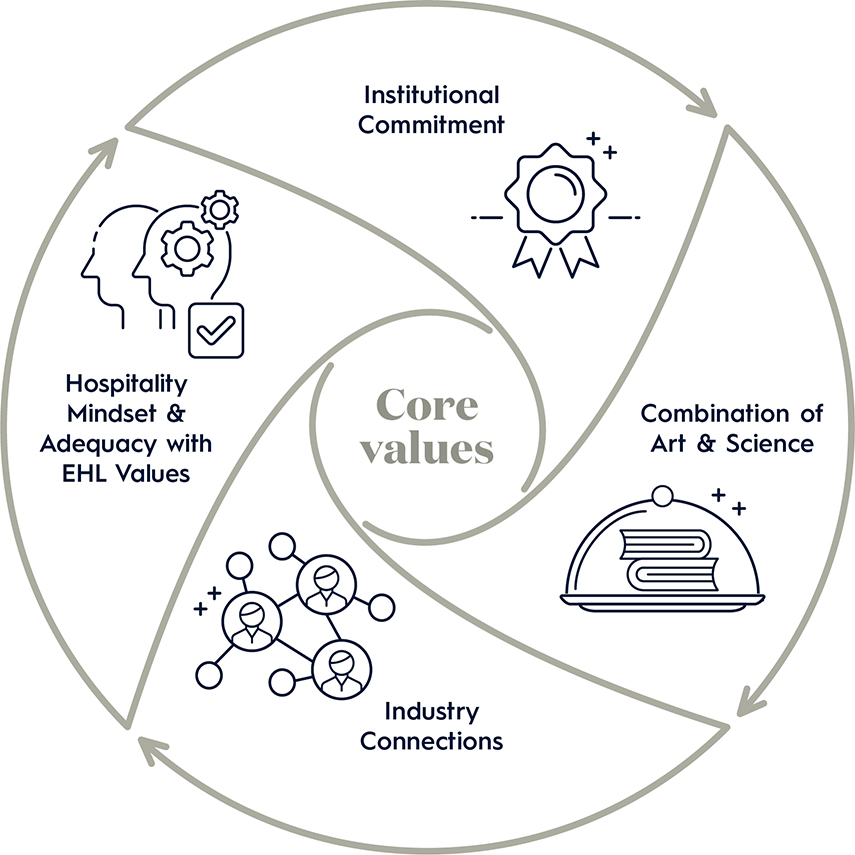 Institutional
Commitment
Hospitality
Mindset &
Adequacy with
EHL Values
Core
values
Combination of
Art & Science
Industry
Connections